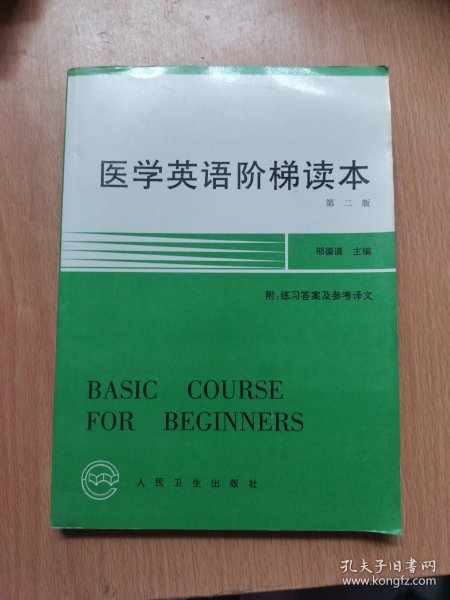 医学英语阶梯读本
第二版
邵循道 主编
附:练习答案及参考译文
BASIC COURSE
FOR BEGINNERS
人民卫生出版社
孔夫子旧书网
www.kongfz.com